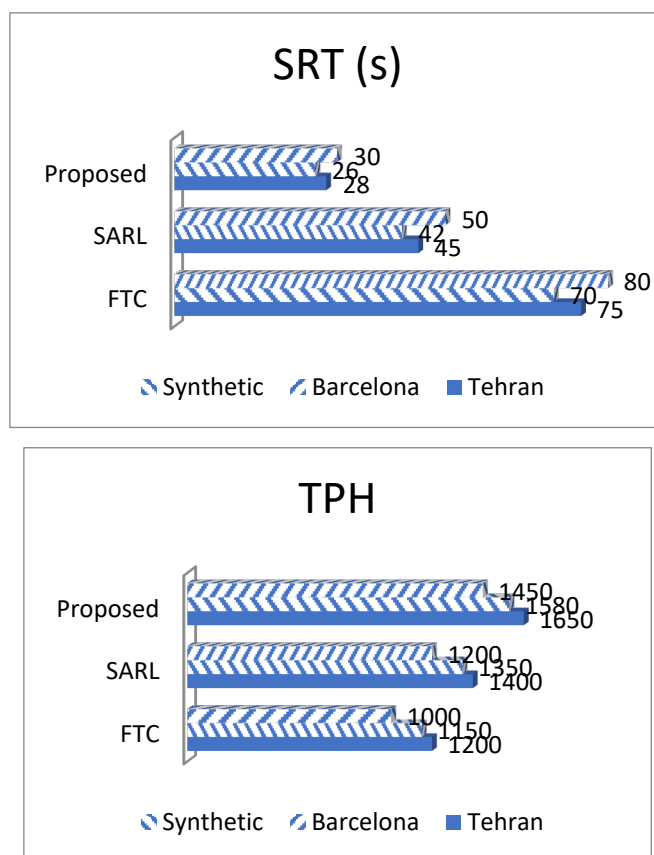 SRT (s)
Proposed
30
26
28
SARL
50
42
45
FTC
80
70
75
Synthetic Barcelona Tehran
TPH
Proposed
1450
1580
1650
SARL
1200
1350
1400
FTC
1000
1150
1200
Synthetic Barcelona Tehran